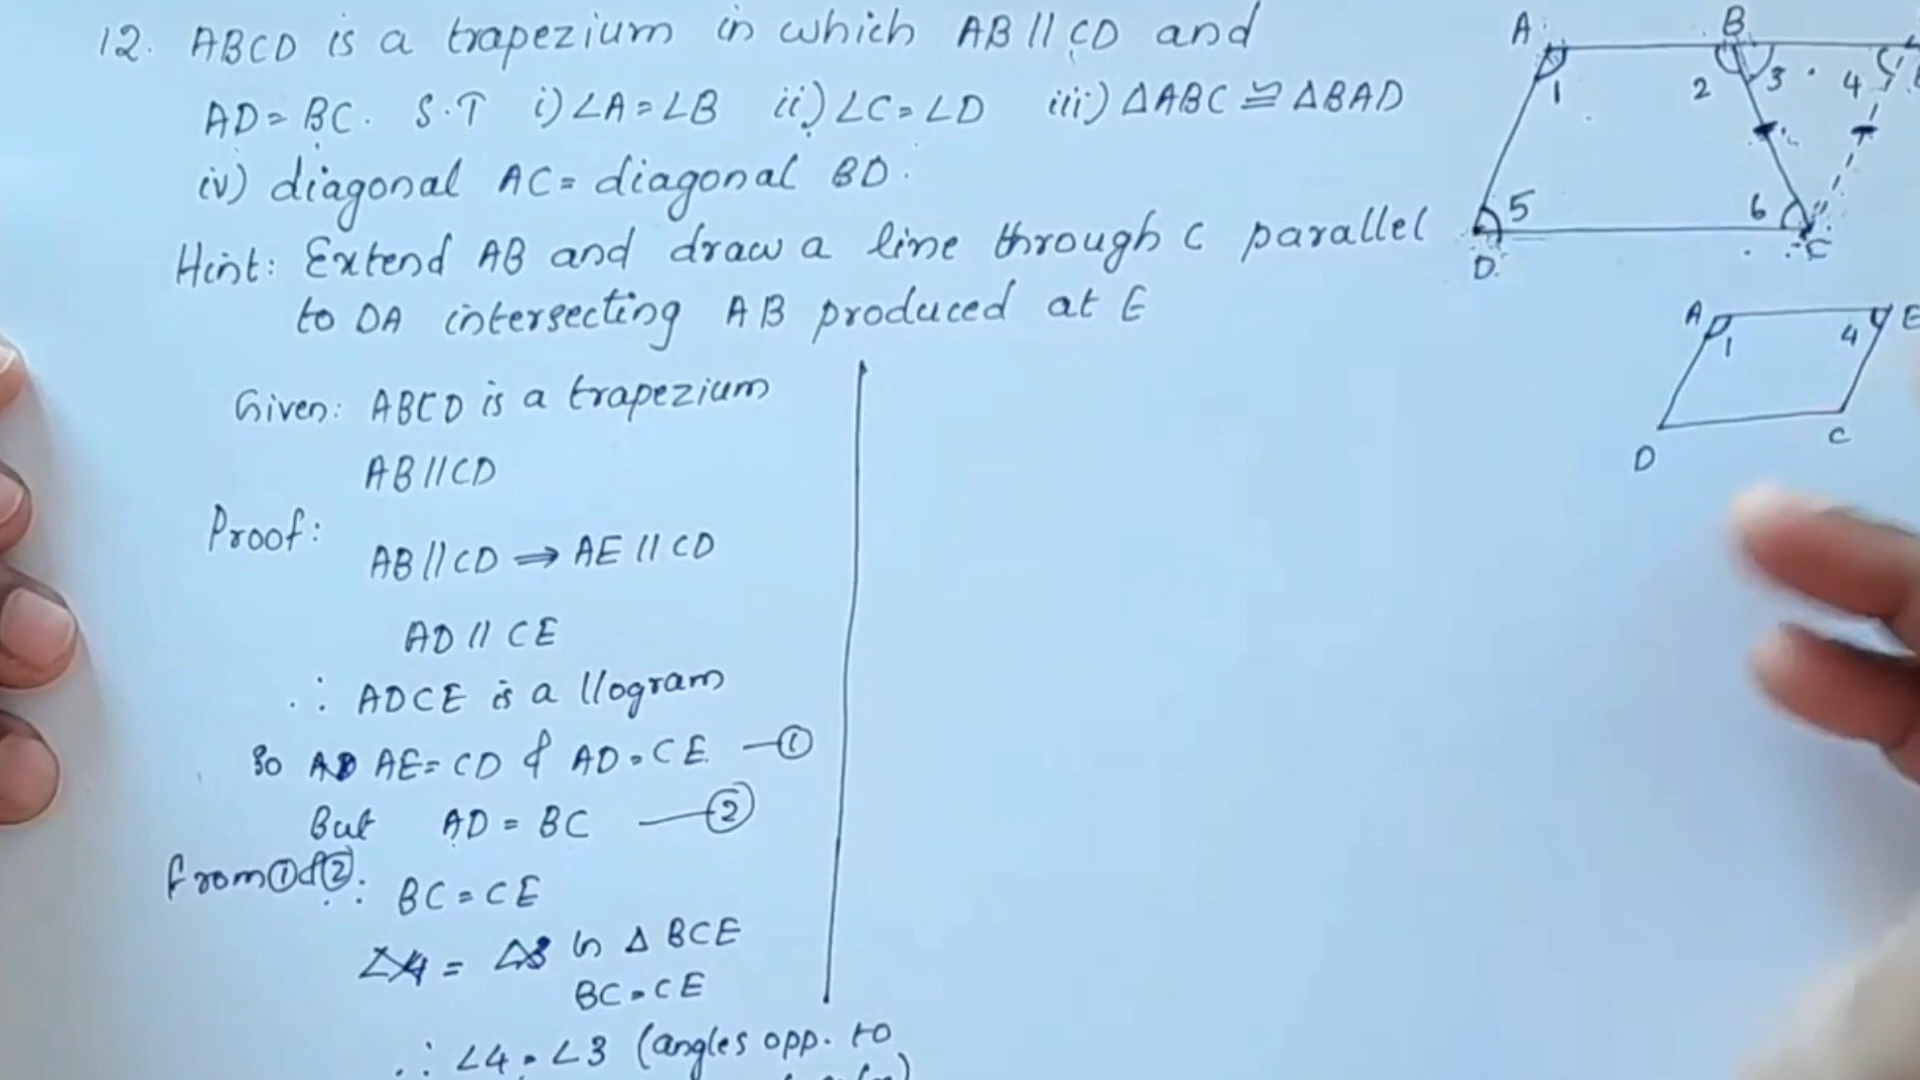 12. ABCD is a trapezium in which AB // CD and
AD = BC. S.T i) ∠A = ∠B ii) ∠C = ∠D iii) ΔABC ≅ ΔBAD
iv) diagonal AC = diagonal BD.
Hint: Extend AB and draw a line through C parallel
to DA intersecting AB produced at E
Given: ABCD is a trapezium
AB // CD
Proof:
AB // CD ⇒ AE // CD
AD // CE
∴ ADCE is a llogram
So AE = CD & AD = CE — ①
But AD = BC — ②
from ① & ② :
BC = CE
In Δ BCE
BC = CE
∴ ∠4 = ∠3 (angles opp. to
A B
1 2 3 4
5 6
D C
A E
1 4
D C